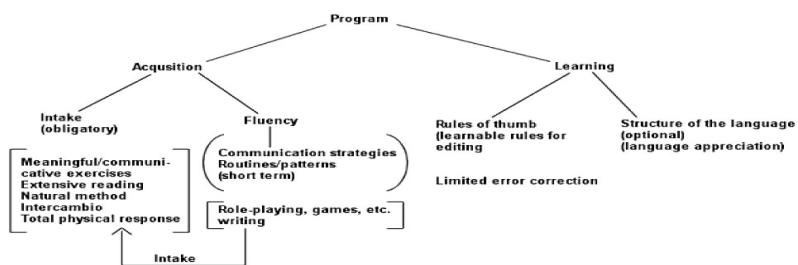 Program
Acqusition
Learning
Intake
(obligatory)
Meaningful/communi-
cative exercises
Extensive reading
Natural method
Intercambio
Total physical response
Fluency
Communication strategies
Routines/patterns
(short term)
Role-playing, games, etc.
writing
Intake
Rules of thumb
(learnable rules for
editing
Limited error correction
Structure of the language
(optional)
(language appreciation)